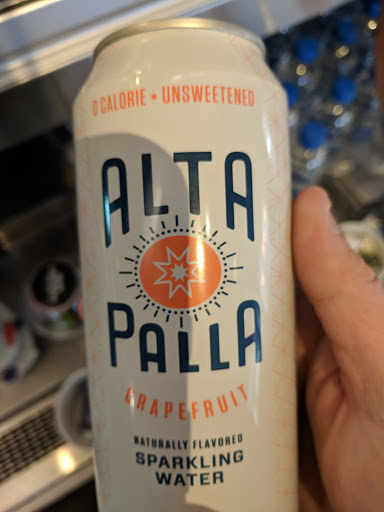 0 CALORIE • UNSWEETENED
ALTA
PALLA
GRAPEFRUIT
NATURALLY FLAVORED
SPARKLING
WATER